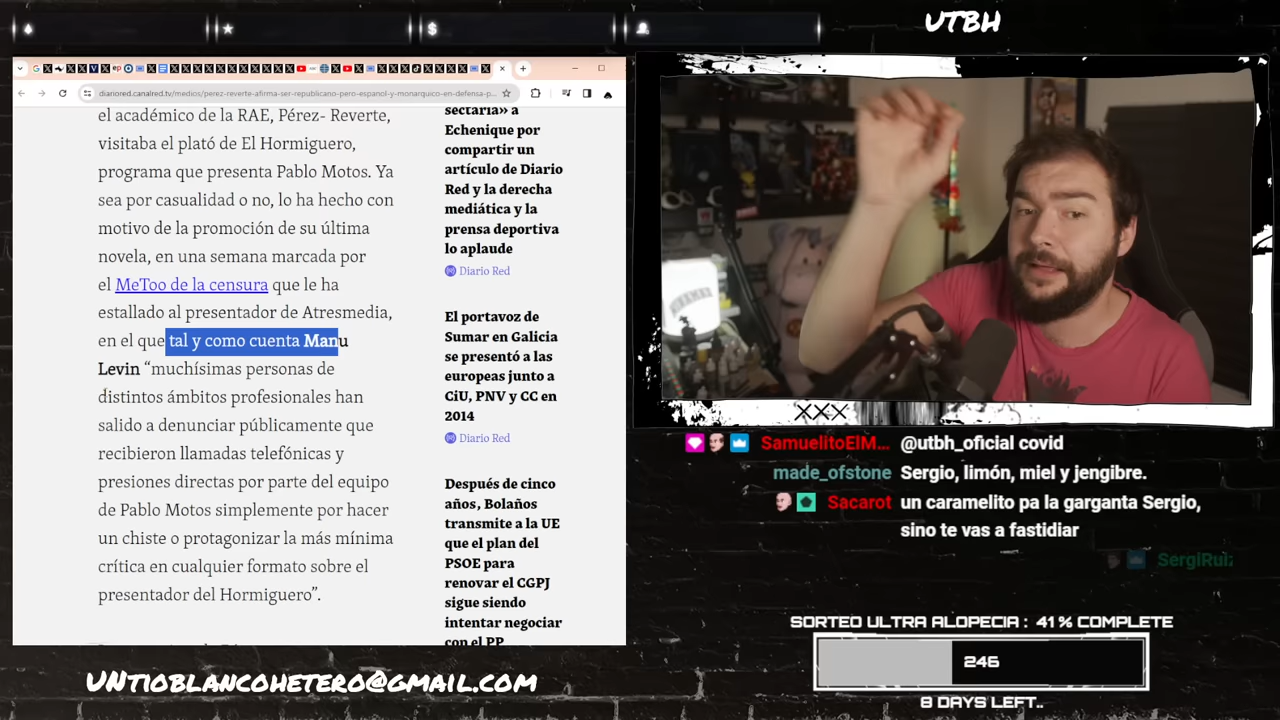 UTBH
diariored.canalred.tv/medios/perez-reverte-afirma-ser-republicano-pero-espanol-y-monarquico-en-defensa-p...
el académico de la RAE, Pérez- Reverte,
visitaba el plató de El Hormiguero,
programa que presenta Pablo Motos. Ya
sea por casualidad o no, lo ha hecho con
motivo de la promoción de su última
novela, en una semana marcada por
el MeToo de la censura que le ha
estallado al presentador de Atresmedia,
en el que tal y como cuenta Manu
Levin “muchísimas personas de
distintos ámbitos profesionales han
salido a denunciar públicamente que
recibieron llamadas telefónicas y
presiones directas por parte del equipo
de Pablo Motos simplemente por hacer
un chiste o protagonizar la más mínima
crítica en cualquier formato sobre el
presentador del Hormiguero”.
sectaria» a
Echenique por
compartir un
artículo de Diario
Red y la derecha
mediática y la
prensa deportiva
lo aplaude
Diario Red
El portavoz de
Sumar en Galicia
se presentó a las
europeas junto a
CiU, PNV y CC en
2014
Diario Red
Después de cinco
años, Bolaños
transmite a la UE
que el plan del
PSOE para
renovar el CGPJ
sigue siendo
intentar negociar
con el PP
XXX
SamuelitoElM... @utbh_oficial covid
made_ofstone Sergio, limón, miel y jengibre.
Sacarot un caramelito pa la garganta Sergio,
sino te vas a fastidiar
SergiRuiz
SORTEO ULTRA ALOPECIA : 41% COMPLETE
246
8 DAYS LEFT..
UNTIOBLANCOHETERO@GMAIL.COM